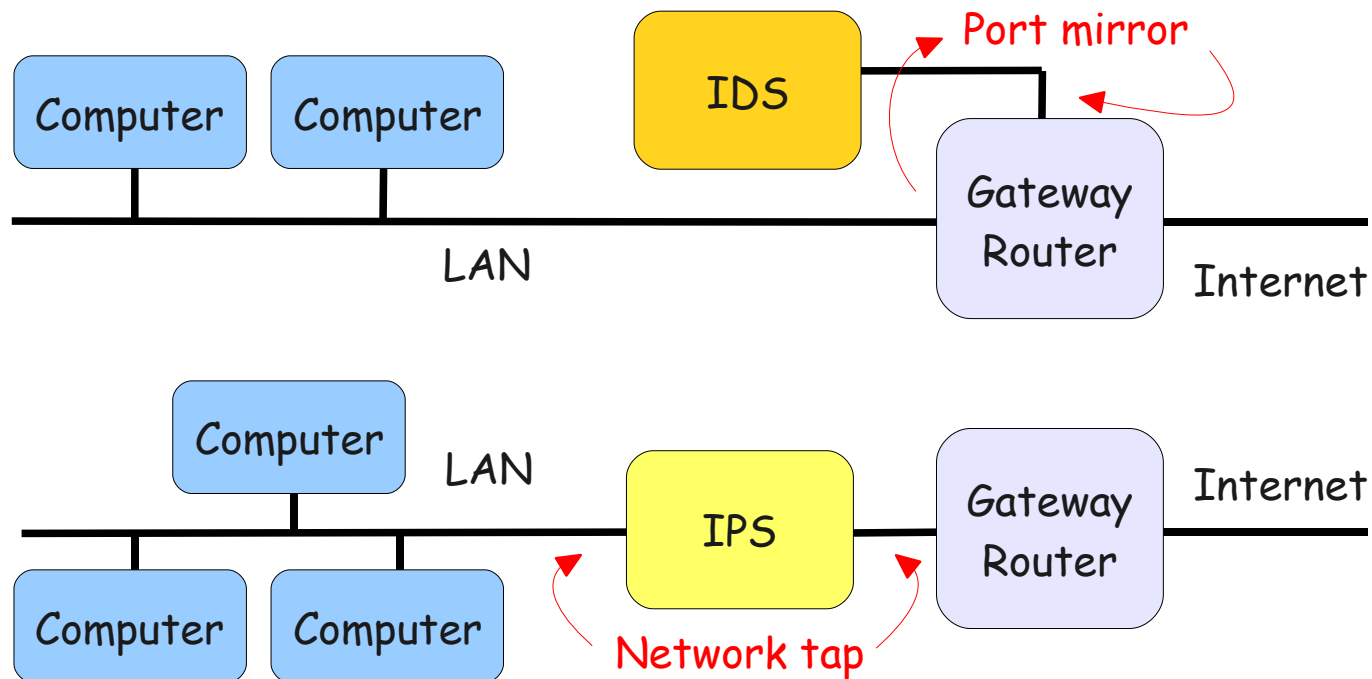 Port mirror
IDS
Computer
Computer
Gateway
Router
LAN
Internet
Computer
LAN
IPS
Gateway
Router
Internet
Computer
Computer
Network tap